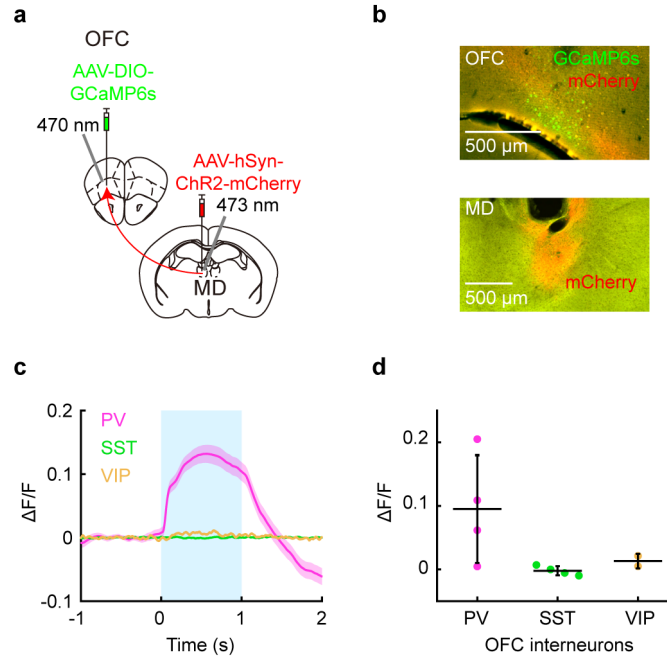 a
OFC
AAV-DIO-
GCaMP6s
470 nm
AAV-hSyn-
ChR2-mCherry
473 nm
MD
b
OFC
GCaMP6s
mCherry
500 µm
MD
mCherry
500 µm
c
0.2
PV
SST
VIP
0.1
ΔF/F
0
-0.1
-1
0
1
2
Time (s)
d
0.2
ΔF/F
0.1
0
PV
SST
VIP
OFC interneurons